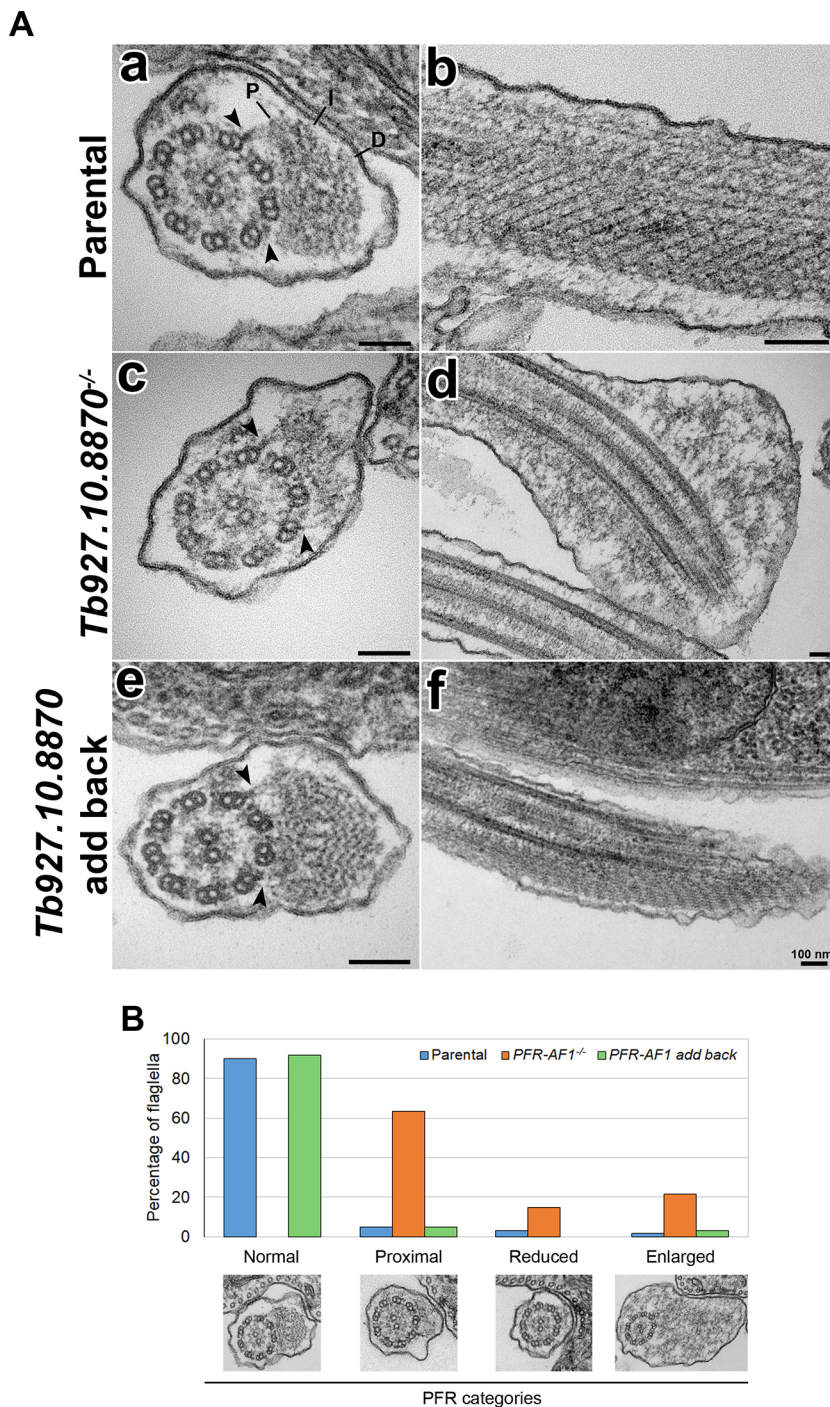 A
Parental
a
P
I
D
b
Tb927.10.8870-/-
c
d
Tb927.10.8870
add back
e
f
100 nm
B
Percentage of flaglella
100
80
60
40
20
0
Parental
PFR-AF1-/-
PFR-AF1 add back
Normal
Proximal
Reduced
Enlarged
PFR categories